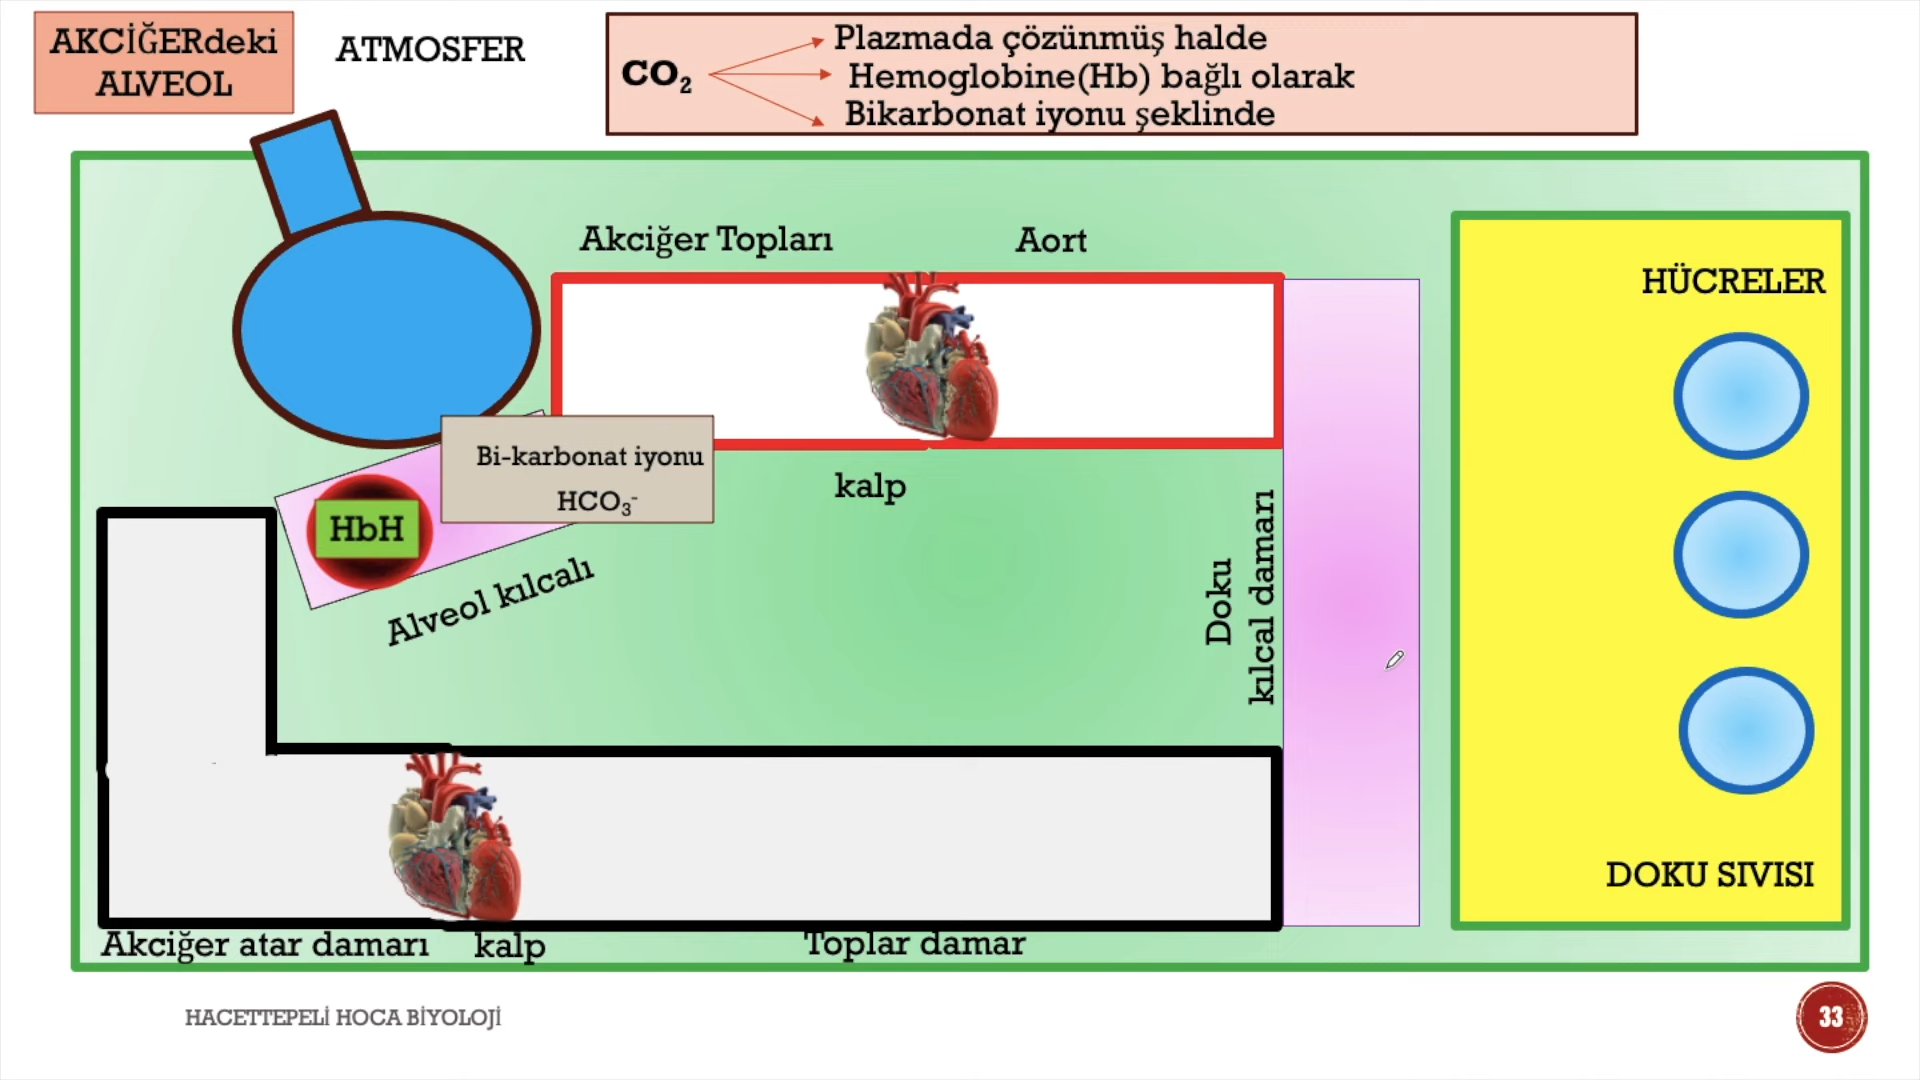 AKCİĞERdeki
ALVEOL
ATMOSFER
CO2
Plazmada çözünmüş halde
Hemoglobine(Hb) bağlı olarak
Bikarbonat iyonu şeklinde
Akciğer Topları
Aort
HÜCRELER
Bi-karbonat iyonu
HCO3-
kalp
HbH
Alveol kılcalı
Doku
kılcal damarı
DOKU SIVISI
Akciğer atar damarı
kalp
Toplar damar
HACETTEPELİ HOCA BİYOLOJİ
33